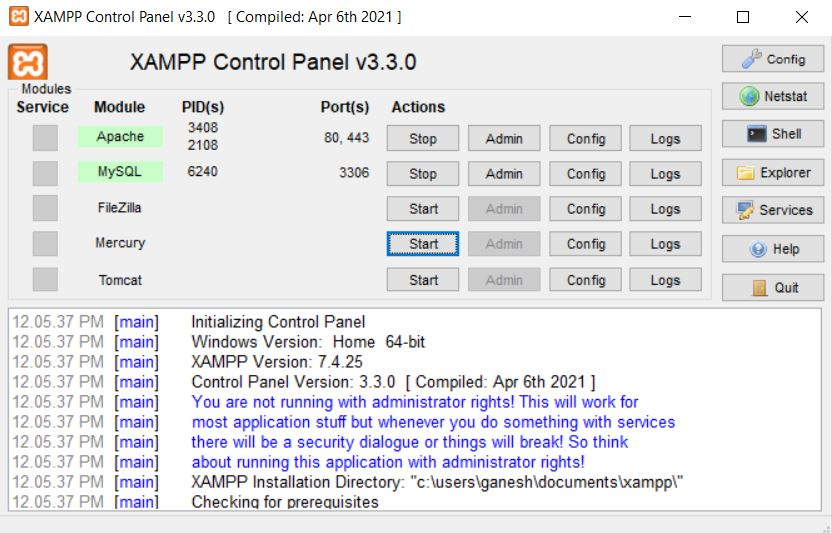 XAMPP Control Panel v3.3.0 [ Compiled: Apr 6th 2021 ]
XAMPP Control Panel v3.3.0
Config
Modules
Service Module PID(s) Port(s) Actions
Netstat
Apache 3408 2108 80, 443 Stop Admin Config Logs
Shell
MySQL 6240 3306 Stop Admin Config Logs
Explorer
FileZilla Start Admin Config Logs
Services
Mercury Start Admin Config Logs
Help
Tomcat Start Admin Config Logs
Quit
12.05.37 PM [main] Initializing Control Panel
12.05.37 PM [main] Windows Version: Home 64-bit
12.05.37 PM [main] XAMPP Version: 7.4.25
12.05.37 PM [main] Control Panel Version: 3.3.0 [ Compiled: Apr 6th 2021 ]
12.05.37 PM [main] You are not running with administrator rights! This will work for
12.05.37 PM [main] most application stuff but whenever you do something with services
12.05.37 PM [main] there will be a security dialogue or things will break! So think
12.05.37 PM [main] about running this application with administrator rights!
12.05.37 PM [main] XAMPP Installation Directory: "c:\users\ganesh\documents\xampp\"
12.05.37 PM [main] Checking for prerequisites